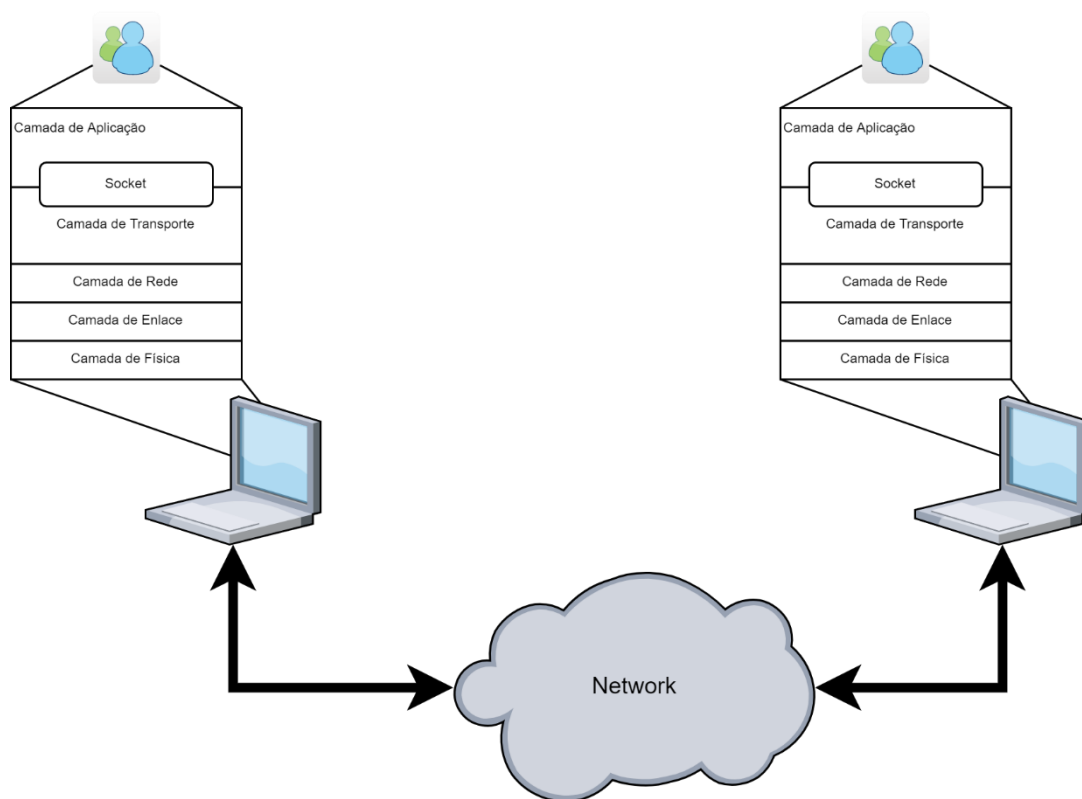 Camada de Aplicação
Socket
Camada de Transporte
Camada de Rede
Camada de Enlace
Camada de Física
Camada de Aplicação
Socket
Camada de Transporte
Camada de Rede
Camada de Enlace
Camada de Física
Network